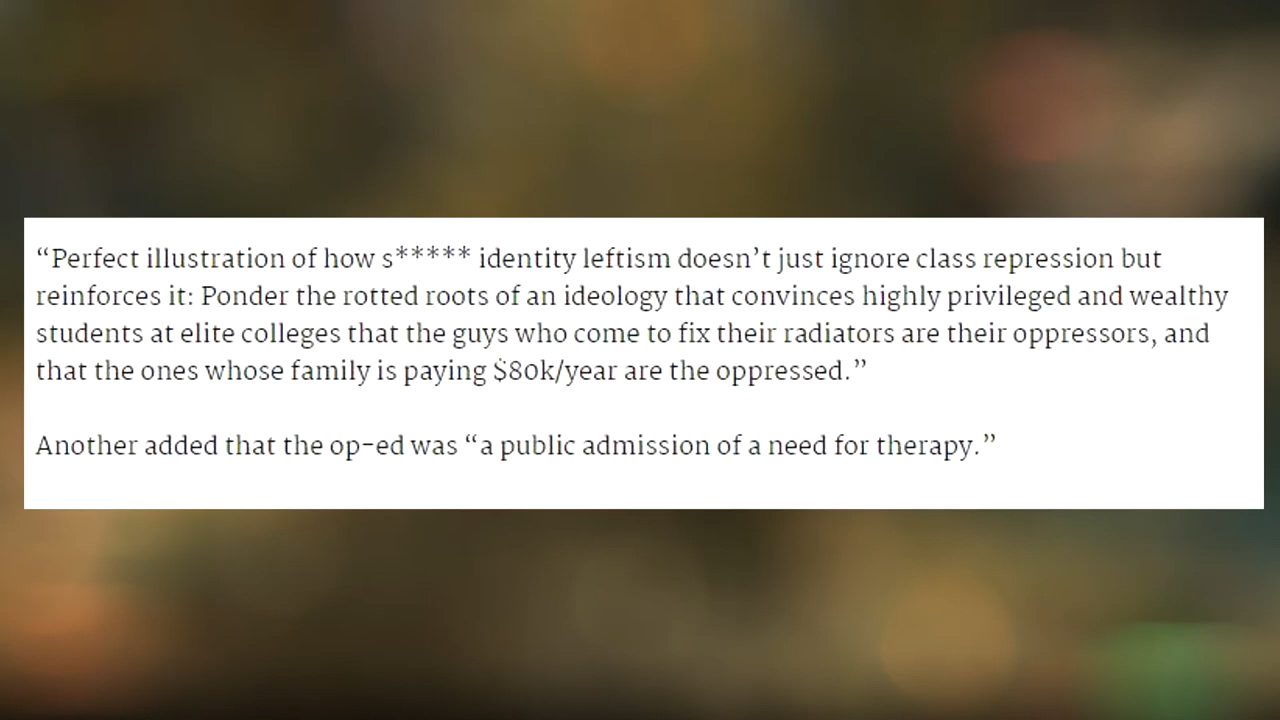 “Perfect illustration of how s***** identity leftism doesn’t just ignore class repression but
reinforces it: Ponder the rotted roots of an ideology that convinces highly privileged and wealthy
students at elite colleges that the guys who come to fix their radiators are their oppressors, and
that the ones whose family is paying $80k/year are the oppressed.”
Another added that the op-ed was “a public admission of a need for therapy.”